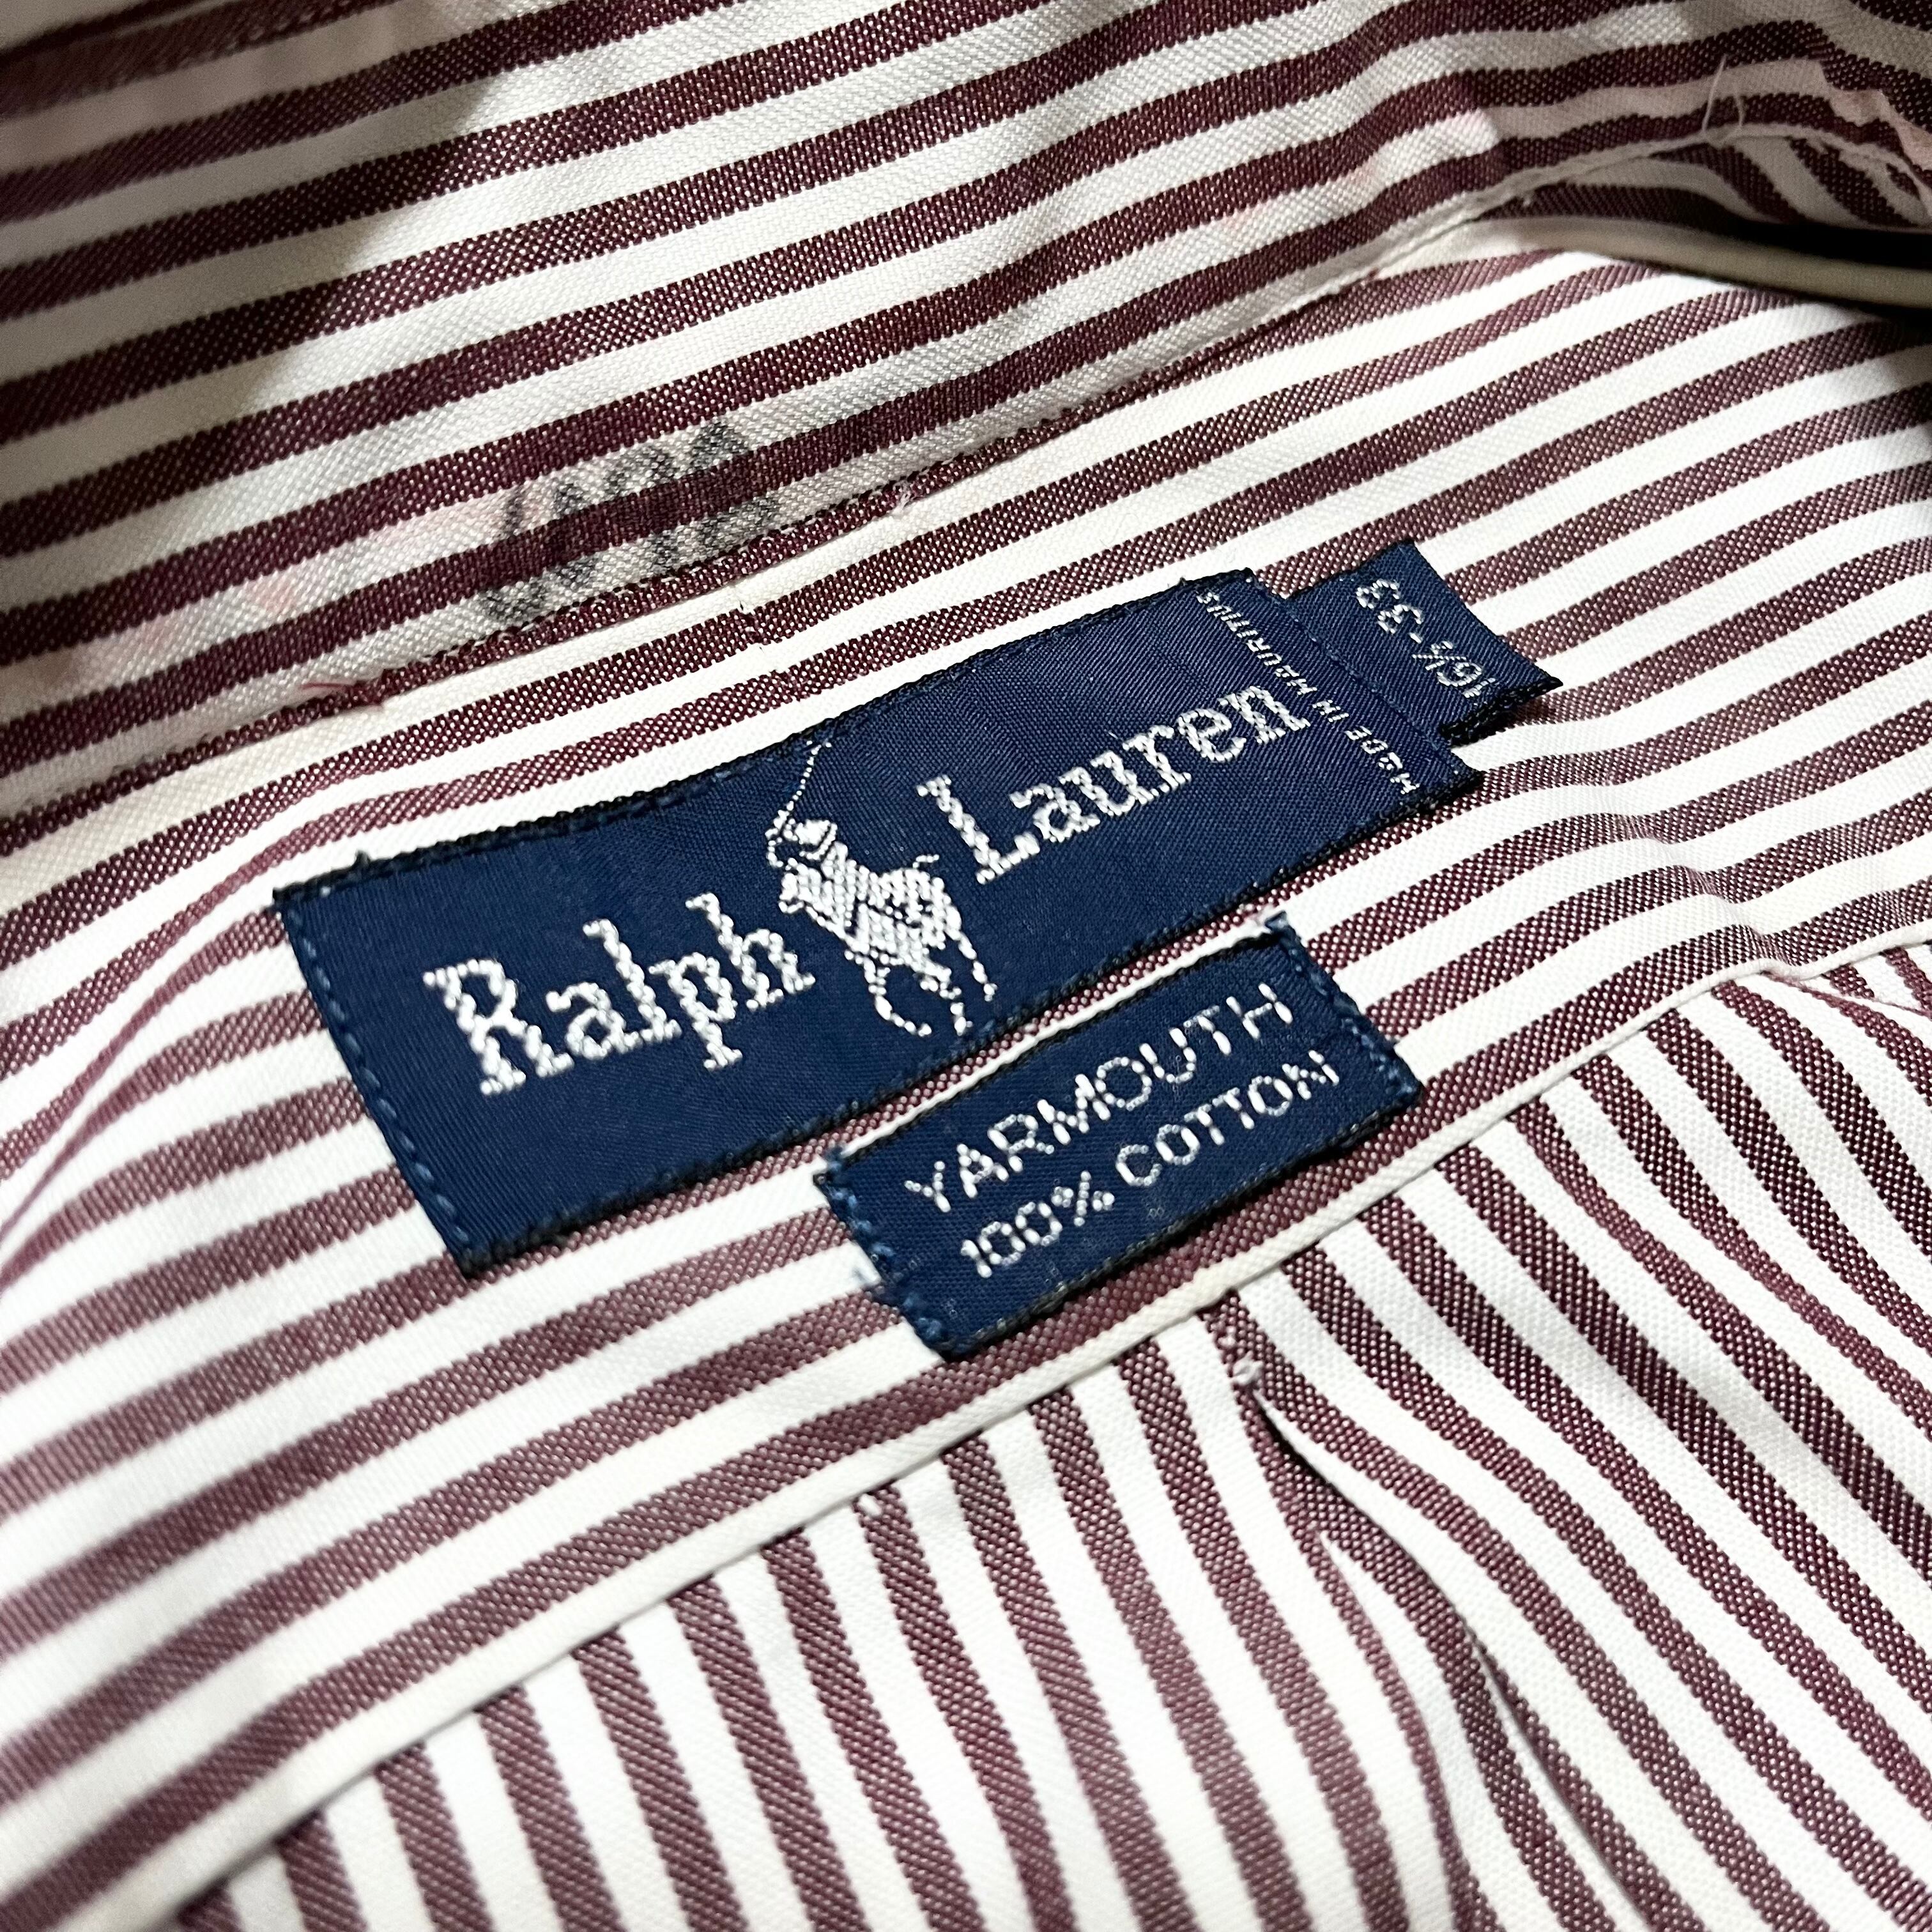 Ralph Lauren
MADE IN MAURITIUS
16½-33
YARMOUTH
100% COTTON